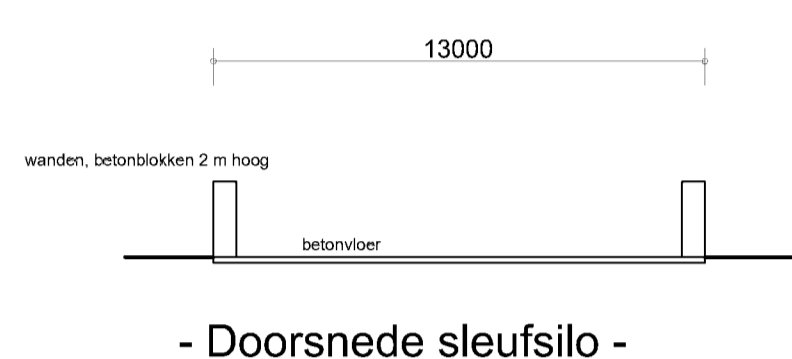 13000
wanden, betonblokken 2 m hoog
betonvloer
- Doorsnede sleufsilo -